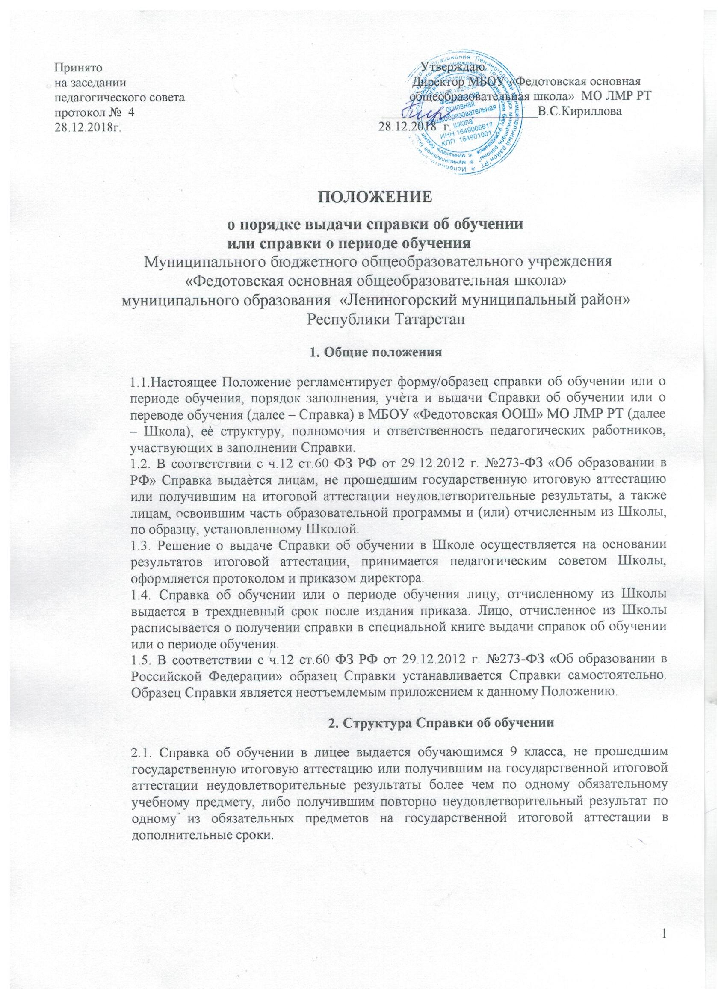 Принято
на заседании
педагогического совета
протокол № 4
28.12.2018г.
Утверждаю
Директор МБОУ «Федотовская основная
общеобразовательная школа» МО ЛМР РТ
В.С.Кириллова
28.12.2018 г.
основная
общеобразовательная
школа"
ИНН 1649006617
КПП 164901001
ПОЛОЖЕНИЕ
о порядке выдачи справки об обучении
или справки о периоде обучения
Муниципального бюджетного общеобразовательного учреждения
«Федотовская основная общеобразовательная школа»
муниципального образования «Лениногорский муниципальный район»
Республики Татарстан
1. Общие положения
1.1.Настоящее Положение регламентирует форму/образец справки об обучении или о
периоде обучения, порядок заполнения, учѐта и выдачи Справки об обучении или о
переводе обучения (далее – Справка) в МБОУ «Федотовская ООШ» МО ЛМР РТ (далее
– Школа), еѐ структуру, полномочия и ответственность педагогических работников,
участвующих в заполнении Справки.
1.2. В соответствии с ч.12 ст.60 ФЗ РФ от 29.12.2012 г. №273-ФЗ «Об образовании в
РФ» Справка выдаѐтся лицам, не прошедшим государственную итоговую аттестацию
или получившим на итоговой аттестации неудовлетворительные результаты, а также
лицам, освоившим часть образовательной программы и (или) отчисленным из Школы,
по образцу, установленному Школой.
1.3. Решение о выдаче Справки об обучении в Школе осуществляется на основании
результатов итоговой аттестации, принимается педагогическим советом Школы,
оформляется протоколом и приказом директора.
1.4. Справка об обучении или о периоде обучения лицу, отчисленному из Школы
выдается в трехдневный срок после издания приказа. Лицо, отчисленное из Школы
расписывается о получении справки в специальной книге выдачи справок об обучении
или о периоде обучения.
1.5. В соответствии с ч.12 ст.60 ФЗ РФ от 29.12.2012 г. №273-ФЗ «Об образовании в
Российской Федерации» образец Справки устанавливается Справки самостоятельно.
Образец Справки является неотъемлемым приложением к данному Положению.
2. Структура Справки об обучении
2.1. Справка об обучении в лицее выдается обучающимся 9 класса, не прошедшим
государственную итоговую аттестацию или получившим на государственной итоговой
аттестации неудовлетворительные результаты более чем по одному обязательному
учебному предмету, либо получившим повторно неудовлетворительный результат по
одному из обязательных предметов на государственной итоговой аттестации в
дополнительные сроки.
1